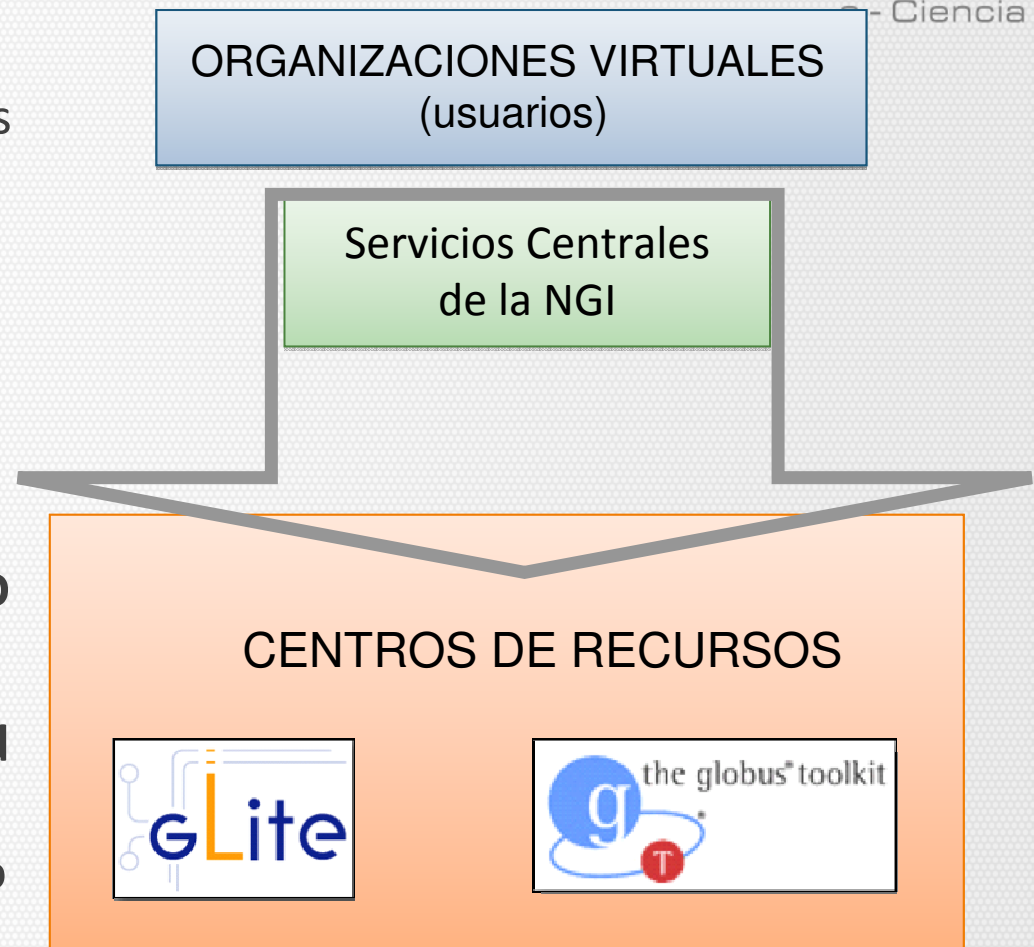 - Ciencia
ORGANIZACIONES VIRTUALES
(usuarios)
s
Servicios Centrales
de la NGI
o
CENTROS DE RECURSOS
gLite
the globus® toolkit
g
T